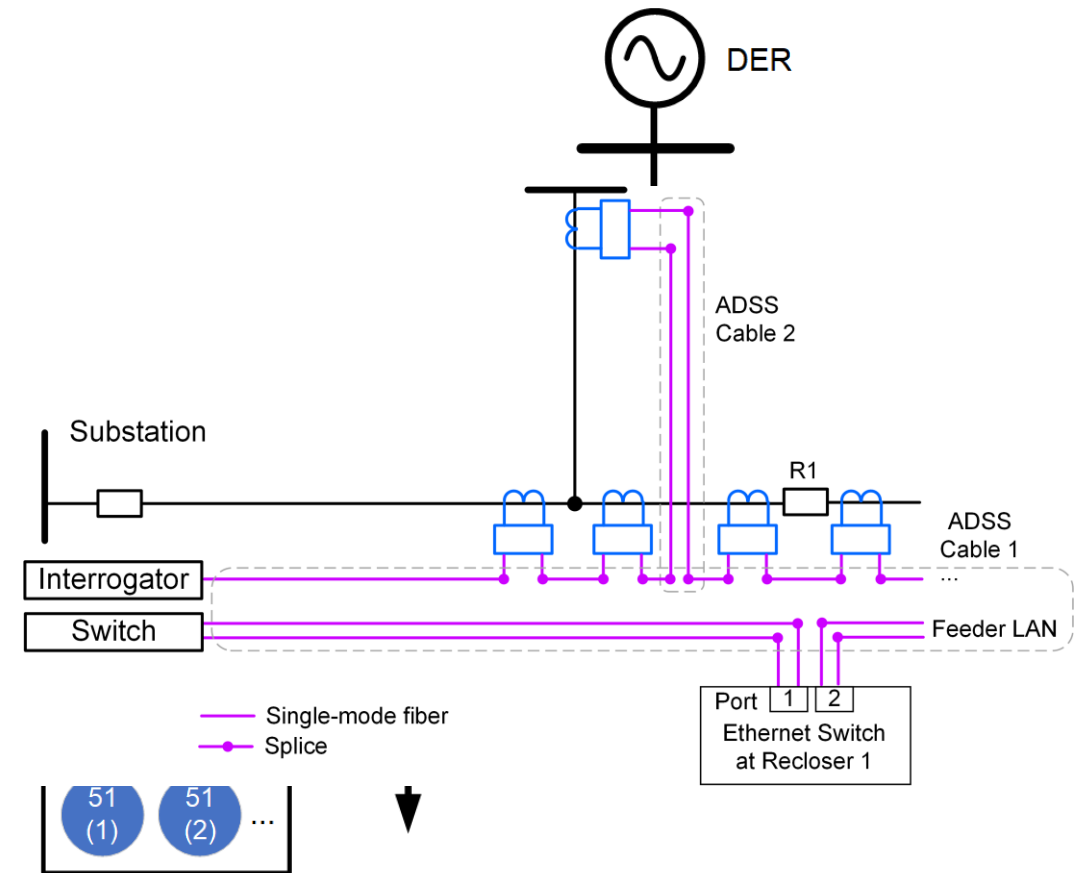 DER
ADSS
Cable 2
Substation
R1
ADSS
Cable 1
Interrogator
...
Switch
Feeder LAN
Port 1 2
Ethernet Switch
at Recloser 1
Single-mode fiber
Splice
51
(1)
51
(2)
...